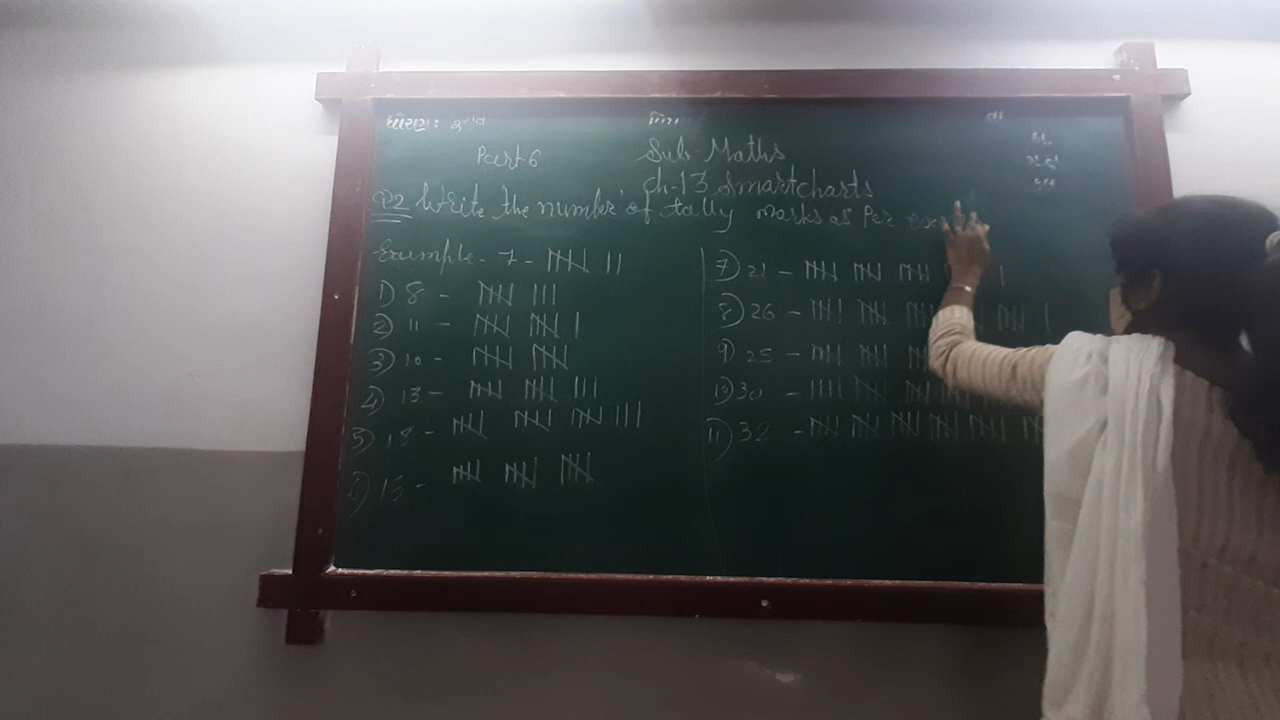 ધોરણ:
Part-6
Sub-Maths
Ch-13 Smartcharts
Q2 Write the number of tally marks as Per
Example - 7 - 𝍸 ||
1) 8 - 𝍸 |||
2) 11 - 𝍸 𝍸 |
3) 10 - 𝍸 𝍸
4) 13 - 𝍸 𝍸 |||
5) 18 - 𝍸 𝍸 𝍸 |||
15 - 𝍸 𝍸 𝍸
7) 21 - 𝍸 𝍸 𝍸 |
8) 26 - 𝍸 𝍸 𝍸 𝍸 |
9) 25 - 𝍸 𝍸
10) 30 - 𝍸 𝍸 𝍸
11) 32 - 𝍸 𝍸 𝍸 𝍸 𝍸